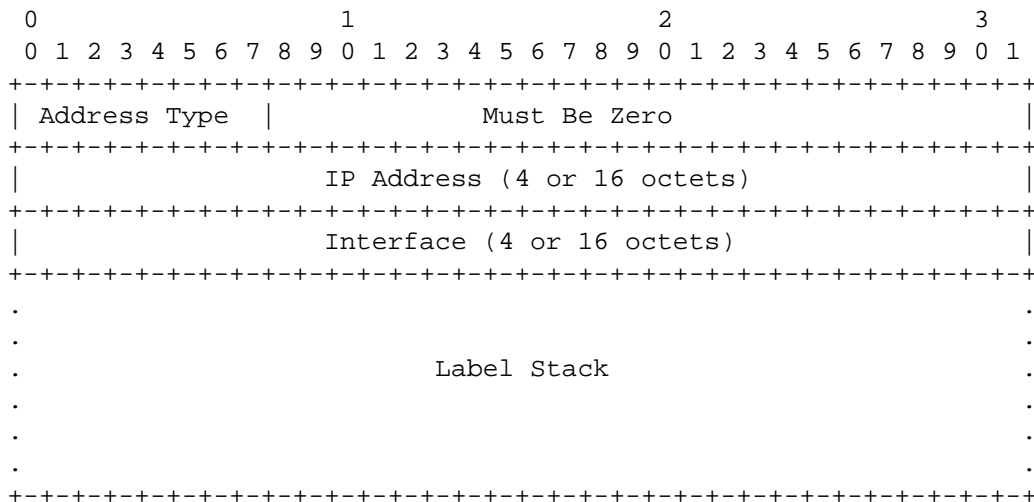 0                   1                   2                   3
 0 1 2 3 4 5 6 7 8 9 0 1 2 3 4 5 6 7 8 9 0 1 2 3 4 5 6 7 8 9 0 1
+-+-+-+-+-+-+-+-+-+-+-+-+-+-+-+-+-+-+-+-+-+-+-+-+-+-+-+-+-+-+-+-+
| Address Type  |             Must Be Zero                      |
+-+-+-+-+-+-+-+-+-+-+-+-+-+-+-+-+-+-+-+-+-+-+-+-+-+-+-+-+-+-+-+-+
|                   IP Address (4 or 16 octets)                 |
+-+-+-+-+-+-+-+-+-+-+-+-+-+-+-+-+-+-+-+-+-+-+-+-+-+-+-+-+-+-+-+-+
|                   Interface (4 or 16 octets)                  |
+-+-+-+-+-+-+-+-+-+-+-+-+-+-+-+-+-+-+-+-+-+-+-+-+-+-+-+-+-+-+-+-+
.                                                               .
.                                                               .
.                          Label Stack                          .
.                                                               .
.                                                               .
.                                                               .
+-+-+-+-+-+-+-+-+-+-+-+-+-+-+-+-+-+-+-+-+-+-+-+-+-+-+-+-+-+-+-+-+